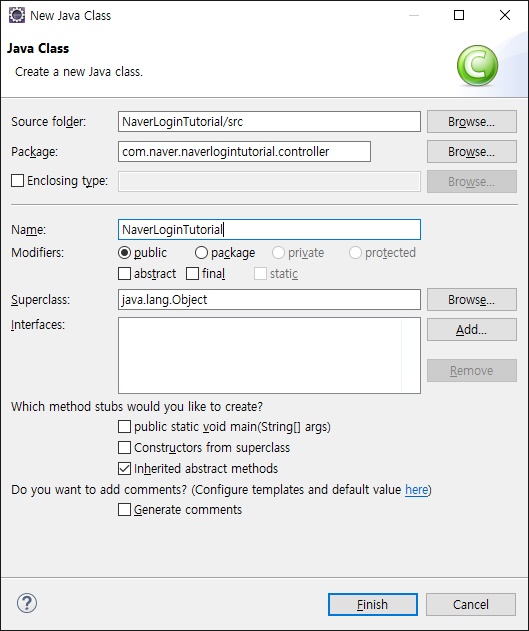 New Java Class
Java Class
Create a new Java class.
C
Source folder: NaverLoginTutorial/src Browse...
Package: com.naver.naverlogintutorial.controller Browse...
Enclosing type: Browse...
Name: NaverLoginTutorial
Modifiers: public package private protected
abstract final static
Superclass: java.lang.Object Browse...
Interfaces: Add...
Remove
Which method stubs would you like to create?
public static void main(String[] args)
Constructors from superclass
Inherited abstract methods
Do you want to add comments? (Configure templates and default value here)
Generate comments
? Finish Cancel